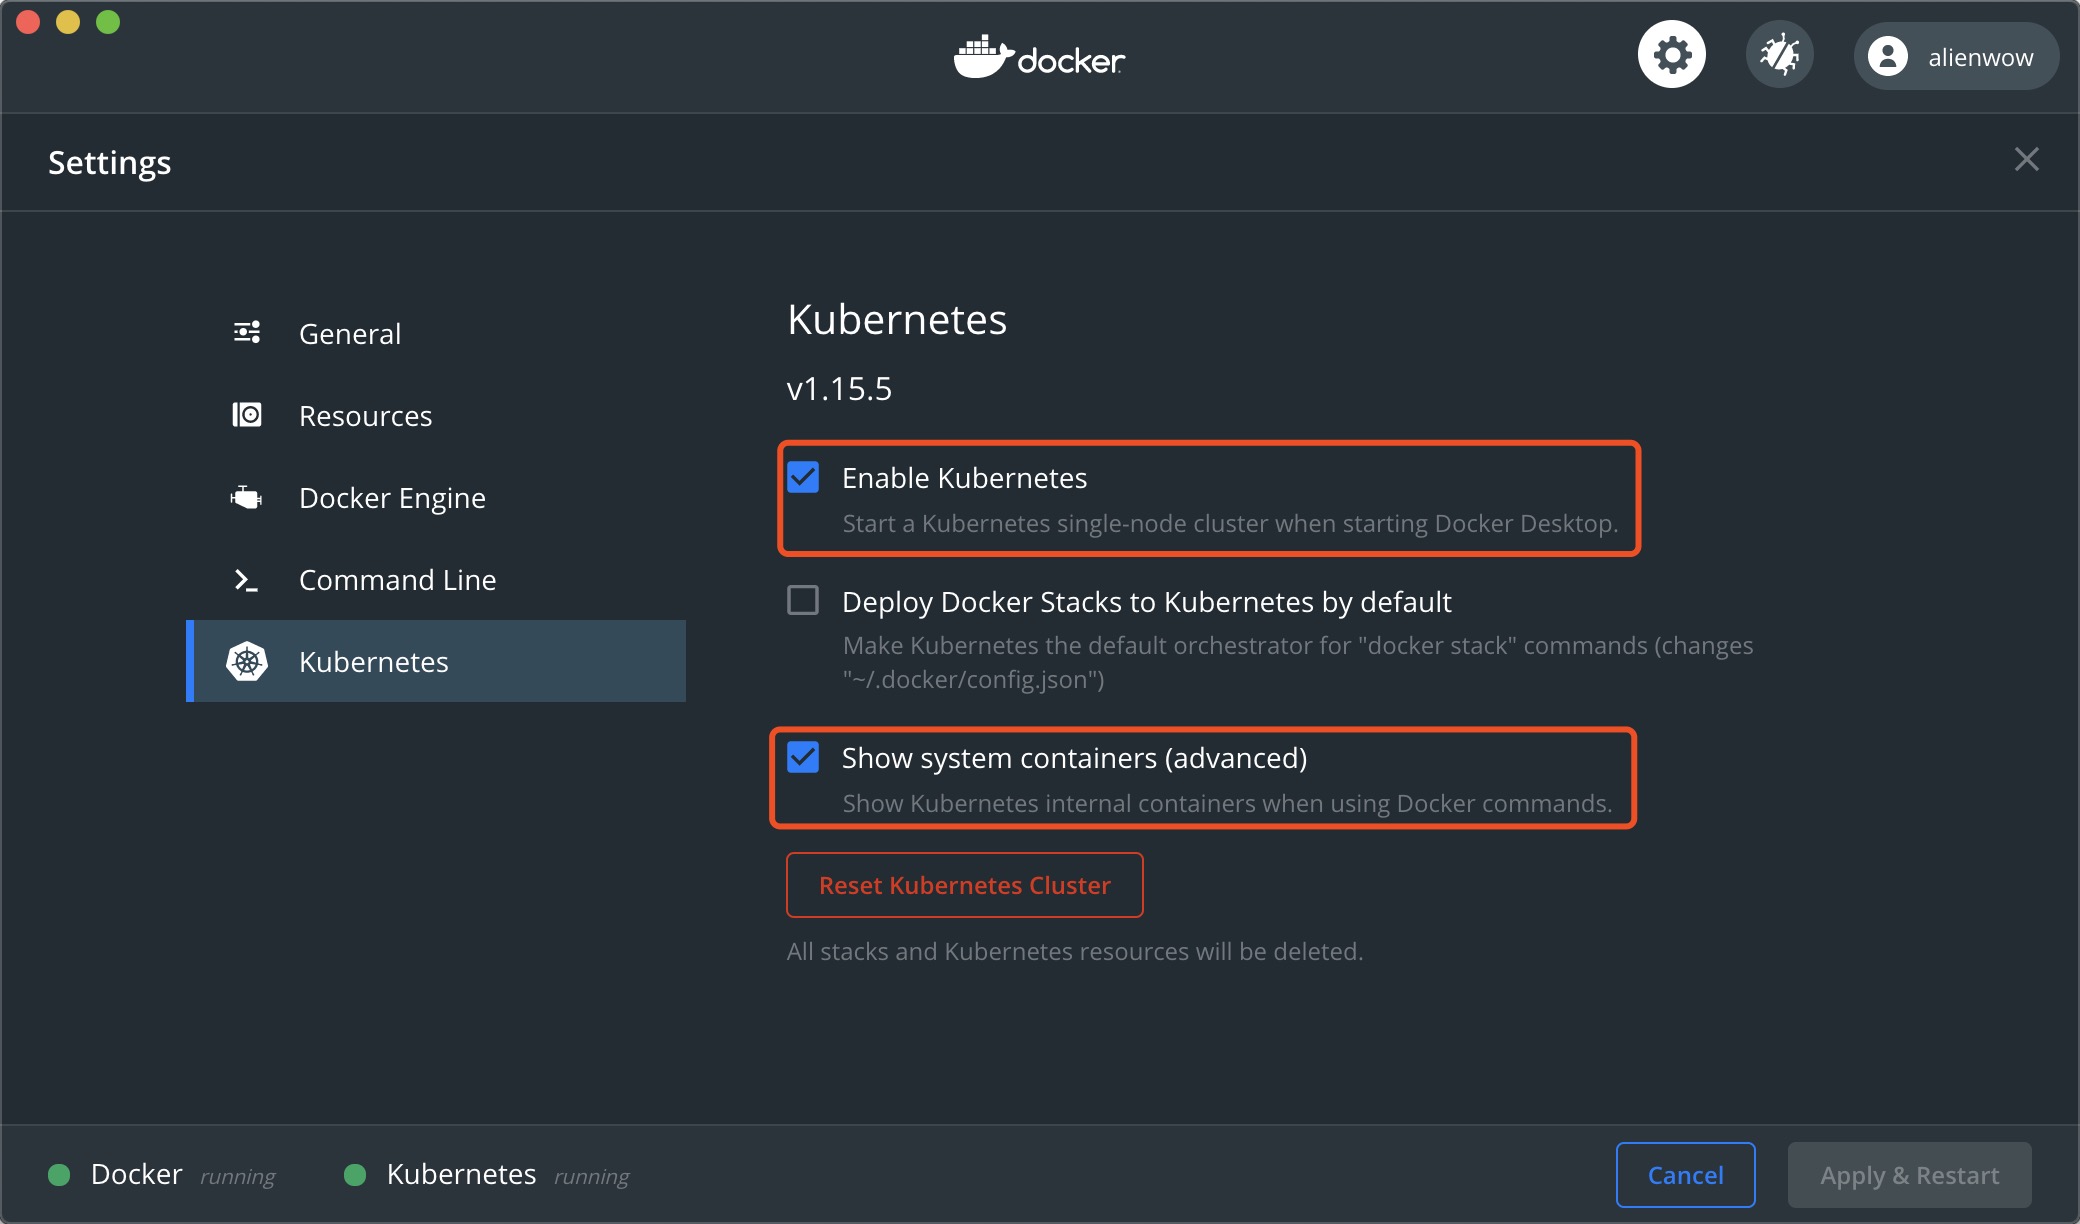 docker
alienwow
Settings
General
Resources
Docker Engine
Command Line
Kubernetes
Kubernetes
v1.15.5
Enable Kubernetes
Start a Kubernetes single-node cluster when starting Docker Desktop.
Deploy Docker Stacks to Kubernetes by default
Make Kubernetes the default orchestrator for "docker stack" commands (changes
"~/.docker/config.json")
Show system containers (advanced)
Show Kubernetes internal containers when using Docker commands.
Reset Kubernetes Cluster
All stacks and Kubernetes resources will be deleted.
Docker running Kubernetes running
Cancel Apply & Restart